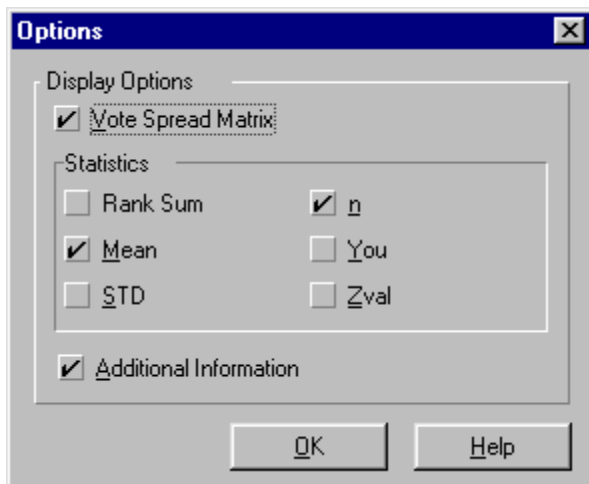 Options
Display Options
Vote Spread Matrix
Statistics
Rank Sum n
Mean You
STD Zval
Additional Information
OK Help